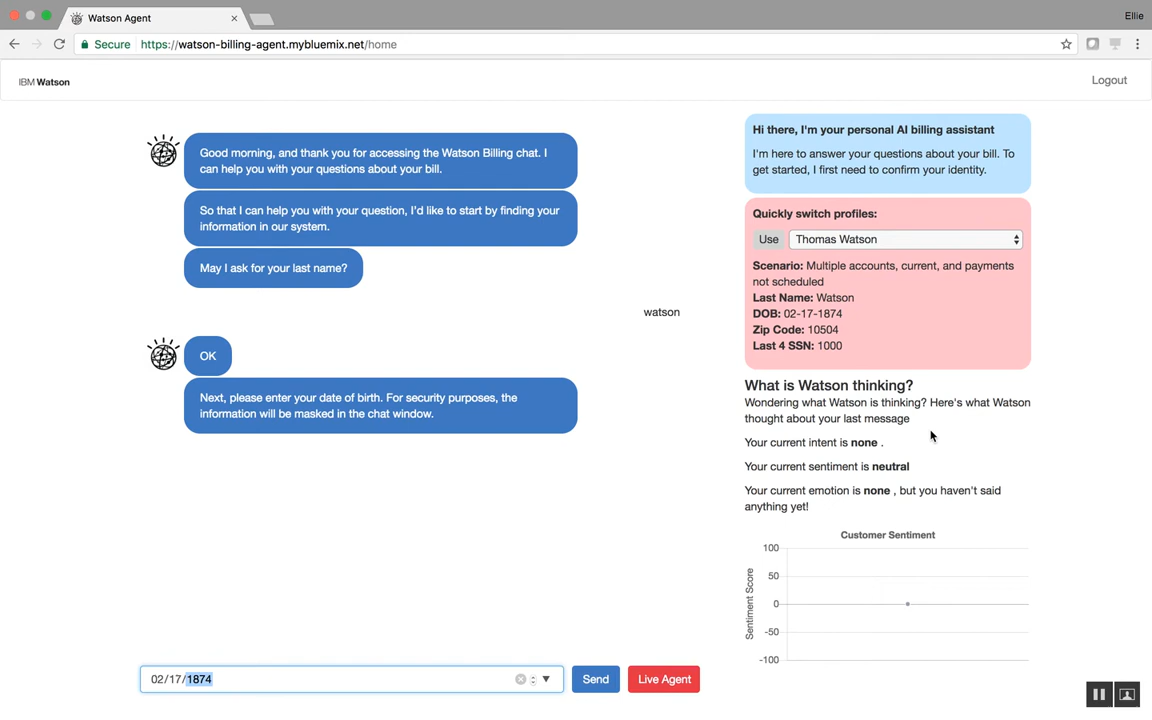 Watson Agent
Ellie
Secure https://watson-billing-agent.mybluemix.net/home
IBM Watson
Logout
Good morning, and thank you for accessing the Watson Billing chat. I
can help you with your questions about your bill.
So that I can help you with your question, I'd like to start by finding your
information in our system.
May I ask for your last name?
watson
OK
Next, please enter your date of birth. For security purposes, the
information will be masked in the chat window.
02/17/1874
Send
Live Agent
Hi there, I'm your personal AI billing assistant
I'm here to answer your questions about your bill. To
get started, I first need to confirm your identity.
Quickly switch profiles:
Use Thomas Watson
Scenario: Multiple accounts, current, and payments
not scheduled
Last Name: Watson
DOB: 02-17-1874
Zip Code: 10504
Last 4 SSN: 1000
What is Watson thinking?
Wondering what Watson is thinking? Here's what Watson
thought about your last message
Your current intent is none .
Your current sentiment is neutral
Your current emotion is none , but you haven't said
anything yet!
Customer Sentiment
Sentiment Score
100
50
0
-50
-100